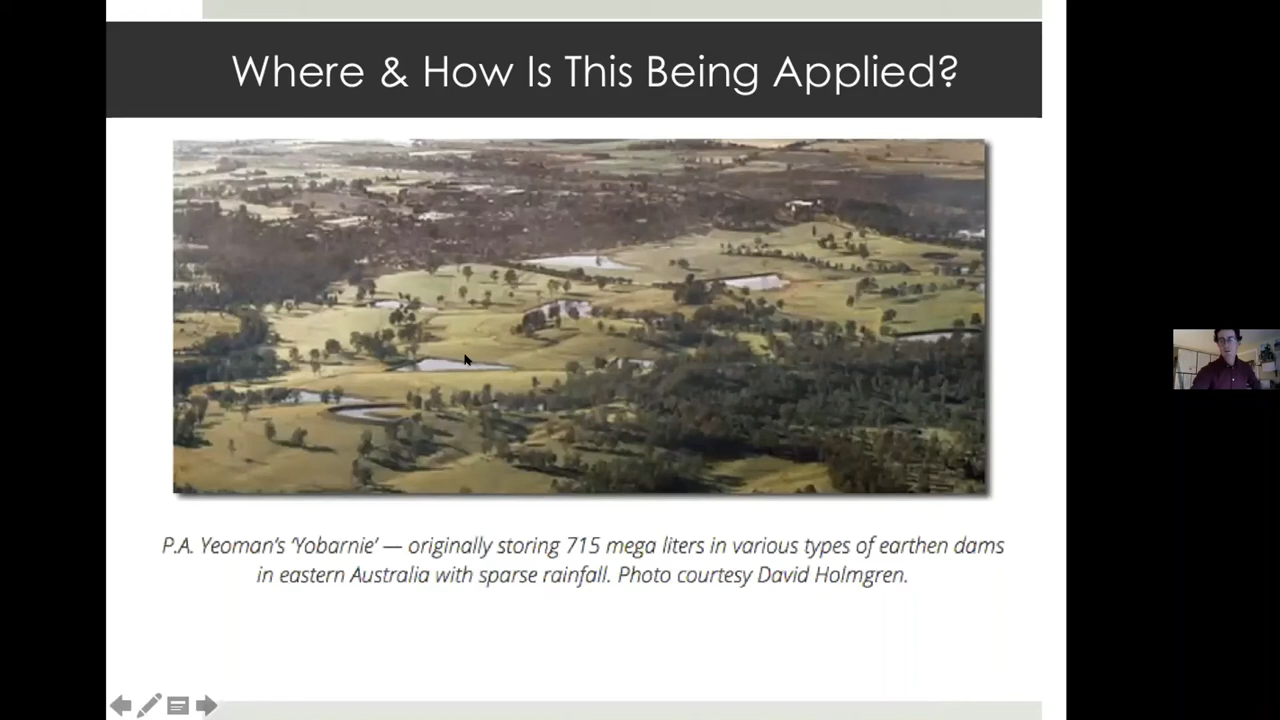 Where & How Is This Being Applied?
P.A. Yeoman's 'Yobarnie' — originally storing 715 mega liters in various types of earthen dams
in eastern Australia with sparse rainfall. Photo courtesy David Holmgren.